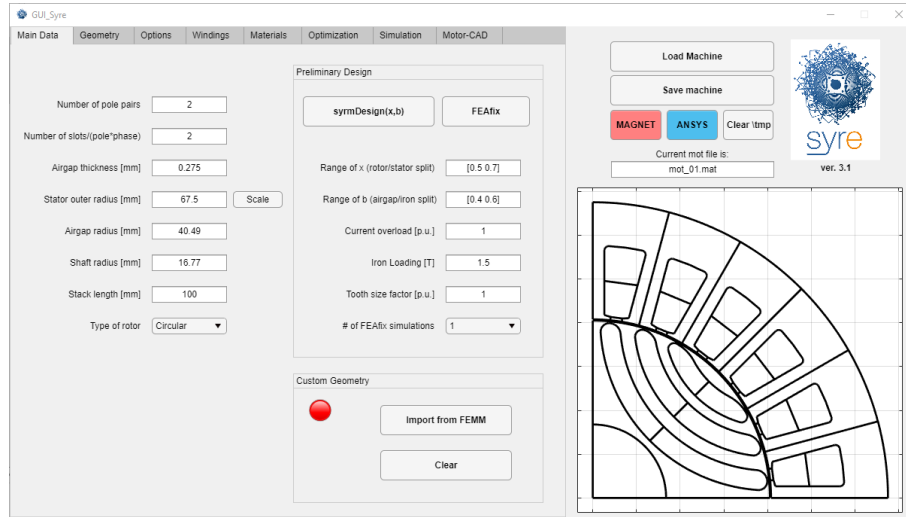 GUI_Syre
Main Data Geometry Options Windings Materials Optimization Simulation Motor-CAD
Number of pole pairs 2
Number of slots/(pole*phase) 2
Airgap thickness [mm] 0.275
Stator outer radius [mm] 67.5 Scale
Airgap radius [mm] 40.49
Shaft radius [mm] 16.77
Stack length [mm] 100
Type of rotor Circular
Preliminary Design
syrmDesign(x,b) FEAfix
Range of x (rotor/stator split) [0.5 0.7]
Range of b (airgap/iron split) [0.4 0.6]
Current overload [p.u.] 1
Iron Loading [T] 1.5
Tooth size factor [p.u.] 1
# of FEAfix simulations 1
Custom Geometry
Import from FEMM
Clear
Load Machine
Save machine
MAGNET ANSYS Clear \tmp
Current mot file is:
mot_01.mat
syre
ver. 3.1